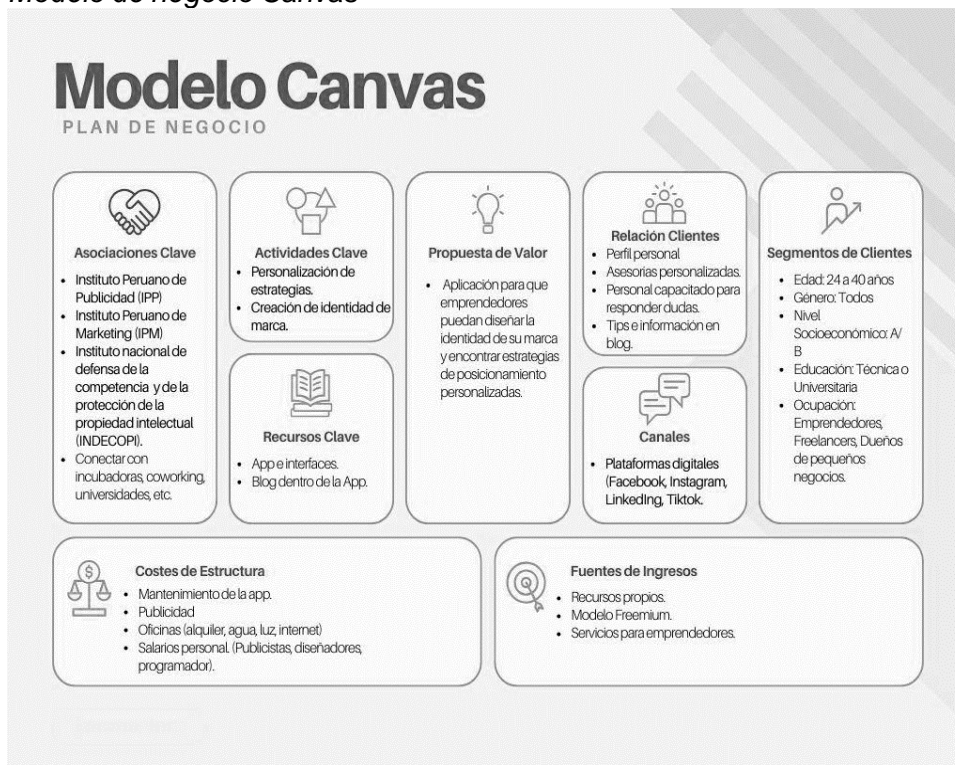 Modelo de negocio Canvas
Modelo Canvas
PLAN DE NEGOCIO
Asociaciones Clave
• Instituto Peruano de
Publicidad (IPP)
• Instituto Peruano de
Marketing (IPM)
• Instituto nacional de
defensa de la
competencia y de la
protección de la
propiedad intelectual
(INDECOPI).
• Conectar con
incubadoras, coworking,
universidades, etc.
Actividades Clave
• Personalización de
estrategias.
• Creación de identidad de
marca.
Recursos Clave
• App e interfaces.
• Blog dentro de la App.
Propuesta de Valor
• Aplicación para que
emprendedores
puedan diseñar la
identidad de su marca
y encontrar estrategias
de posicionamiento
personalizadas.
Relación Clientes
• Perfil personal
• Asesorias personalizadas.
• Personal capacitado para
responder dudas.
• Tips e información en
blog.
Canales
• Plataformas digitales
(Facebook, Instagram,
LinkedIng, Tiktok.
Segmentos de Clientes
• Edad: 24 a 40 años
• Género: Todos
• Nivel
Socioeconómico: A/
B
• Educación: Técnica o
Universitaria
• Ocupación:
Emprendedores,
Freelancers, Dueños
de pequeños
negocios.
Costes de Estructura
• Mantenimiento de la app.
• Publicidad
• Oficinas (alquiler, agua, luz, internet)
• Salarios personal. (Publicistas, diseñadores,
programador).
Fuentes de Ingresos
• Recursos propios.
• Modelo Freemium.
• Servicios para emprendedores.